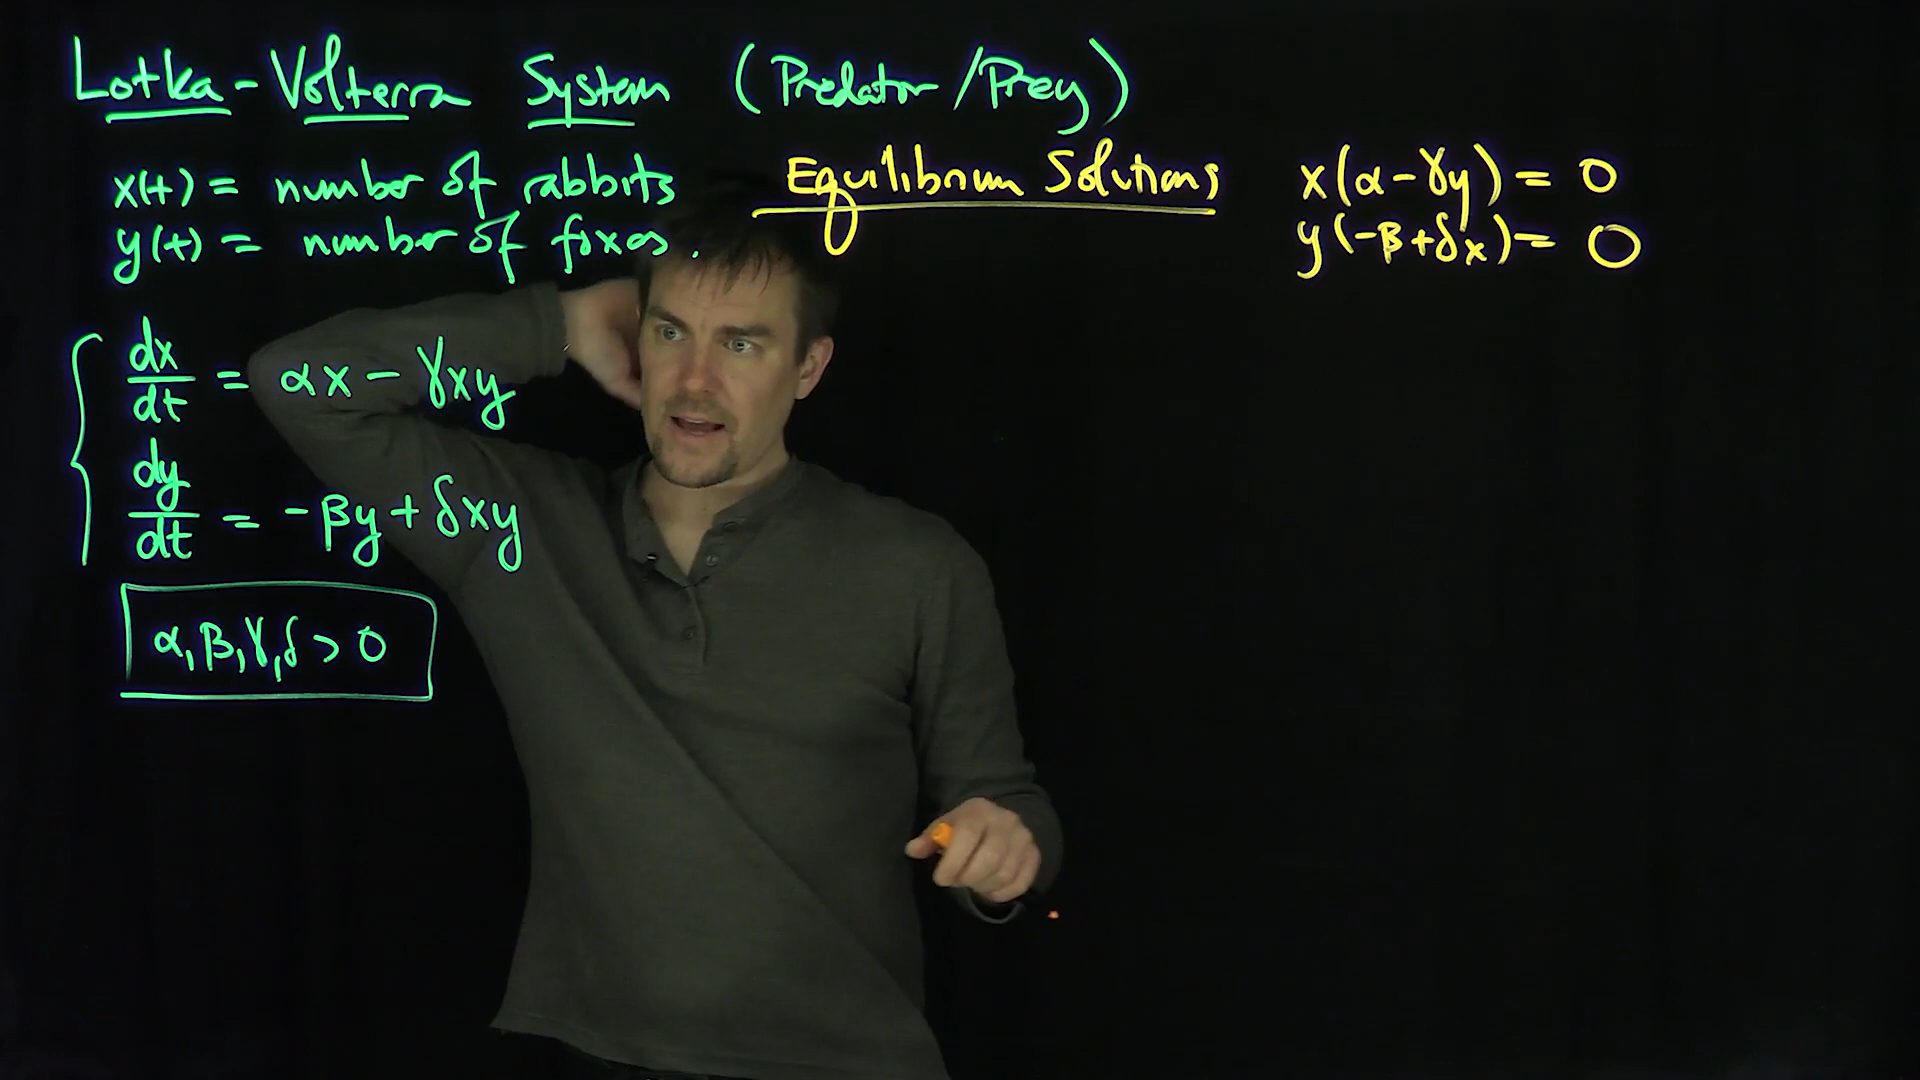 Lotka-Volterra System (Predator/Prey)
x(t) = number of rabbits
y(t) = number of foxes.
dx/dt = αx - γxy
dy/dt = -βy + δxy
α, β, γ, δ > 0
Equilibrium Solutions
x(α - γy) = 0
y(-β + δx) = 0